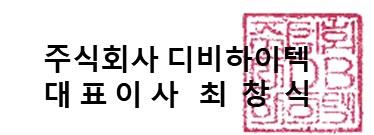 주식회사 디비하이텍
대 표 이 사 최 창 식